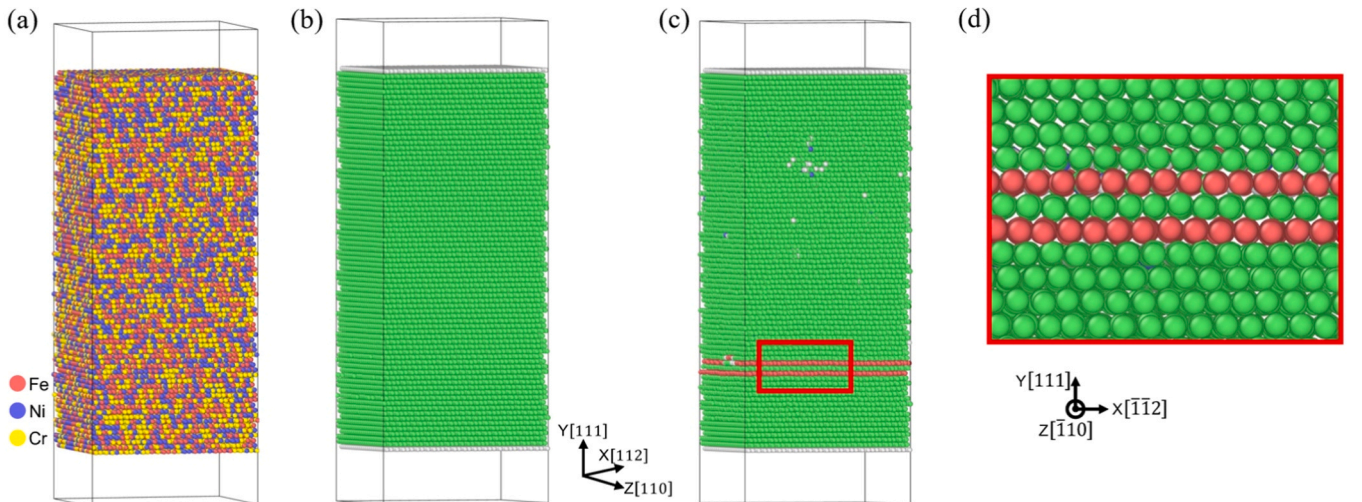 (a)
(b)
(c)
(d)
Fe
Ni
Cr
Y[111]
X[112]
Z[110]
Y[111]
X[1̅1̅2]
Z[1̅10]